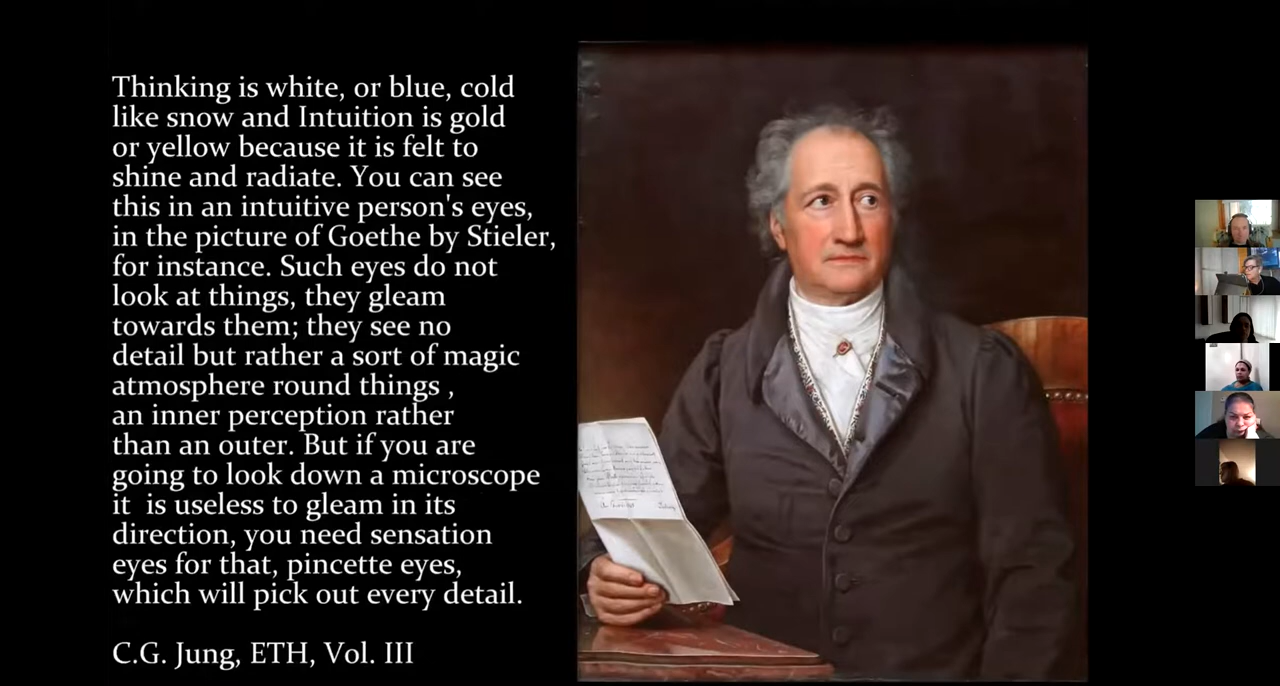 Thinking is white, or blue, cold
like snow and Intuition is gold
or yellow because it is felt to
shine and radiate. You can see
this in an intuitive person's eyes,
in the picture of Goethe by Stieler,
for instance. Such eyes do not
look at things, they gleam
towards them; they see no
detail but rather a sort of magic
atmosphere round things ,
an inner perception rather
than an outer. But if you are
going to look down a microscope
it  is useless to gleam in its
direction, you need sensation
eyes for that, pincette eyes,
which will pick out every detail.
C.G. Jung, ETH, Vol. III